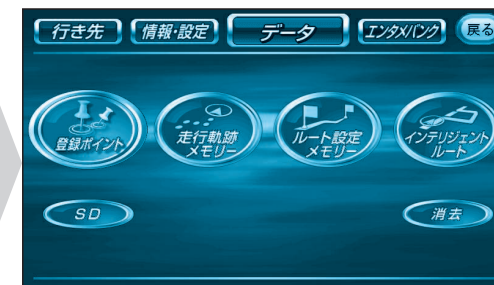 行き先 情報・設定 データ エンタメバンク 戻る
登録ポイント 走行軌跡 ルート設定 インテリジェント
メモリー メモリー ルート
SD 消去